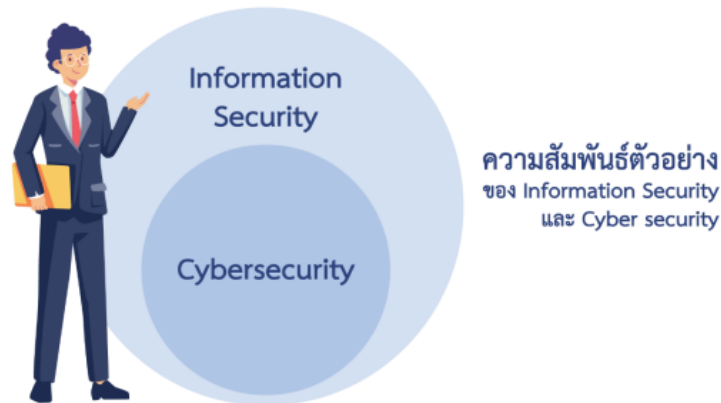 Information
Security
Cybersecurity
ความสัมพันธ์ตัวอย่าง
ของ Information Security
และ Cyber security